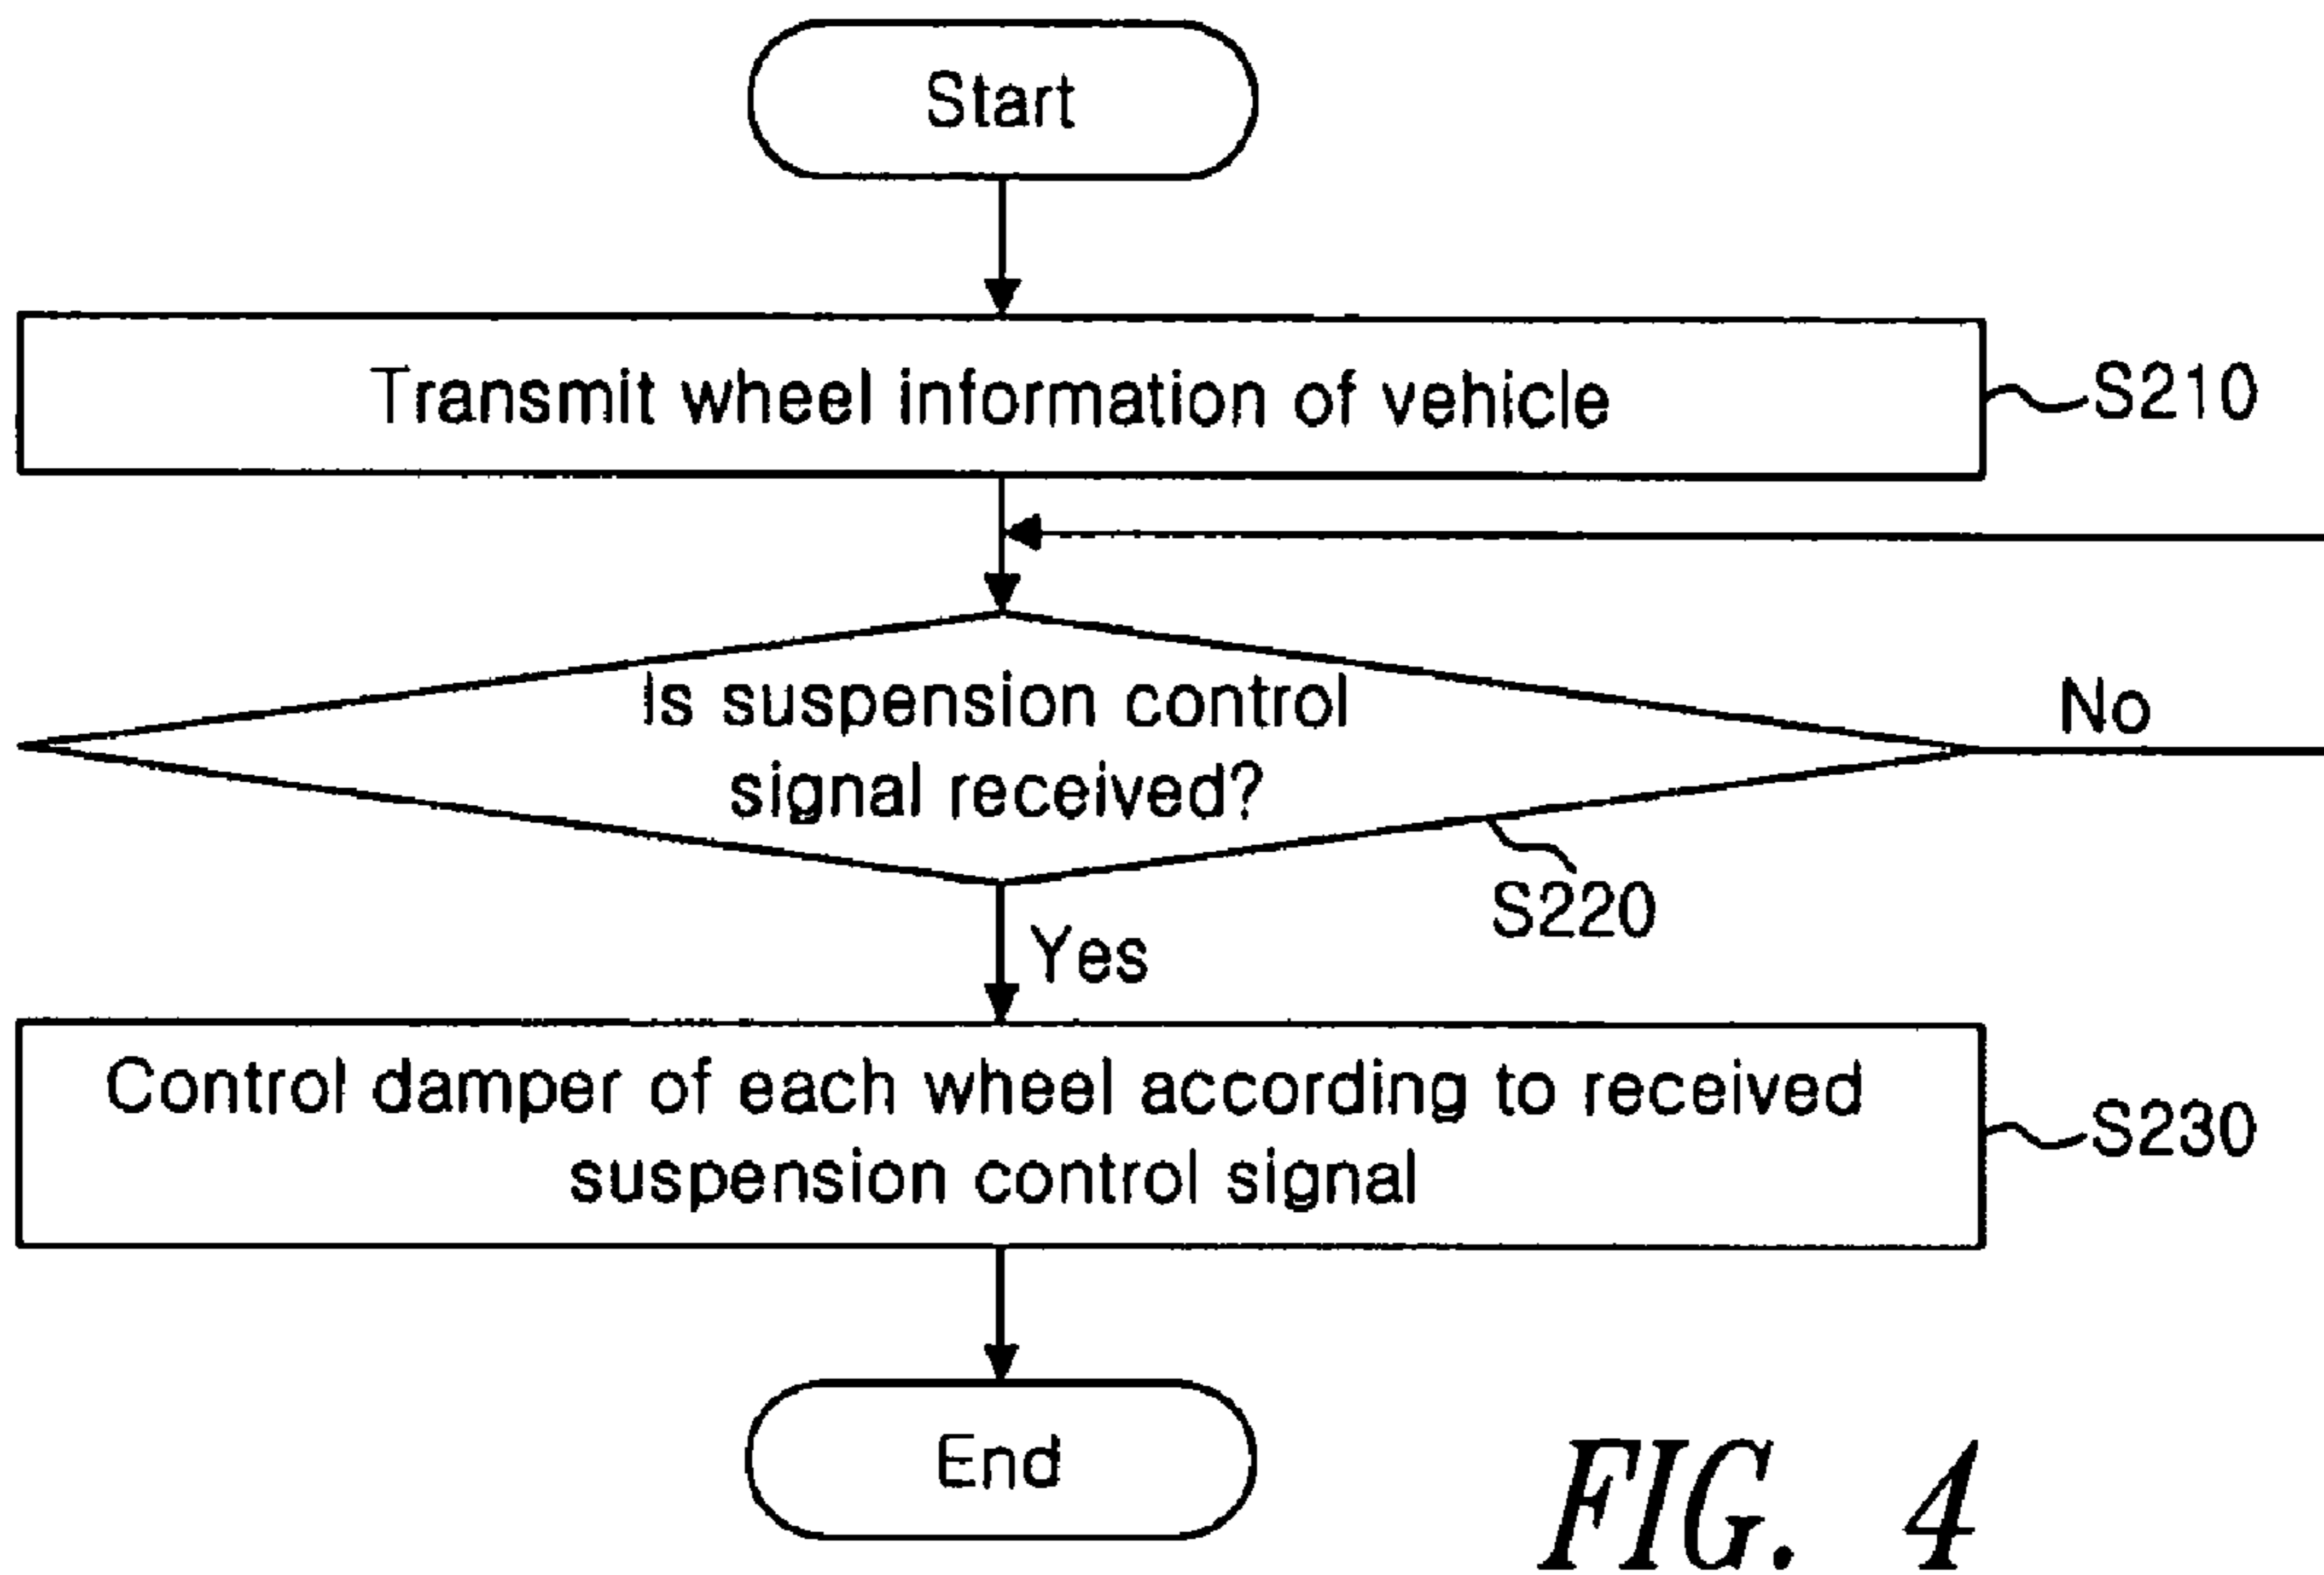 Start
Transmit wheel information of vehicle
S210
Is suspension control
signal received?
No
S220
Yes
Control damper of each wheel according to received
suspension control signal
S230
End
FIG. 4